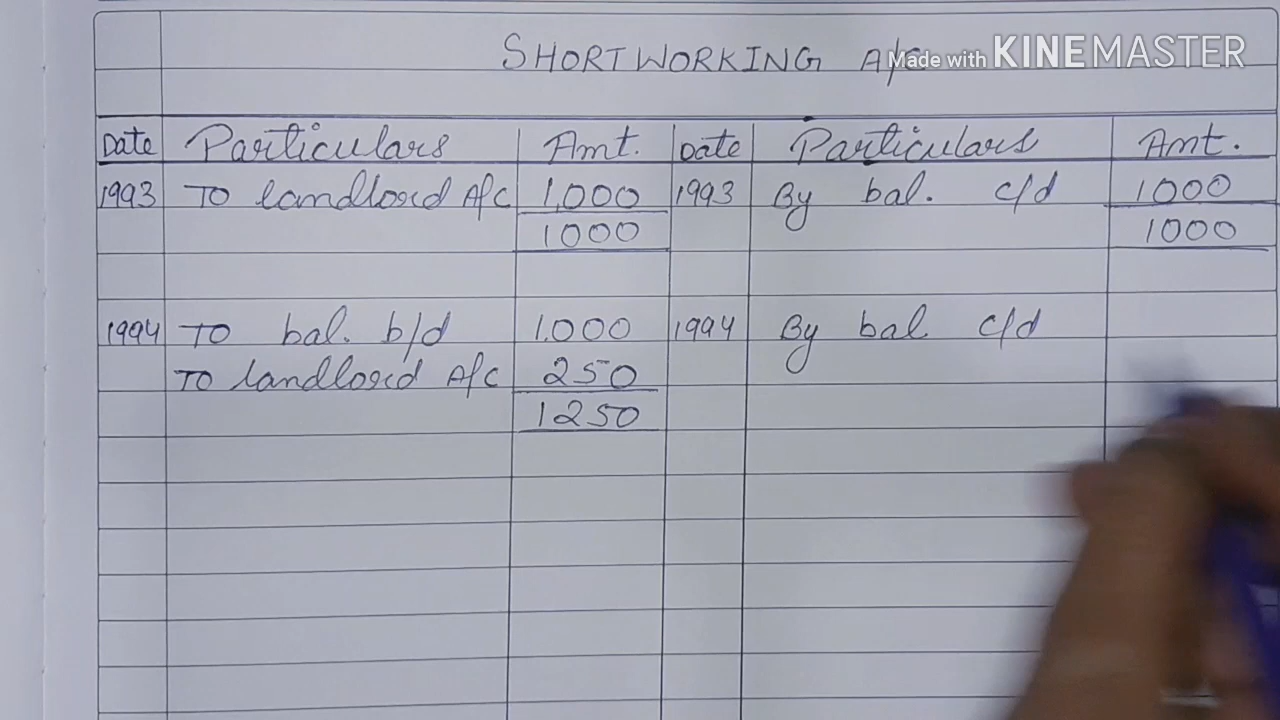 SHORTWORKING A/C
Made with KINEMASTER
Date Particulars Amt. Date Particulars Amt.
1993 To landlord A/c 1,000 1993 By bal. c/d 1000
1000 1000
1994 To bal. b/d 1,000 1994 By bal c/d
To landlord A/c 250
1250